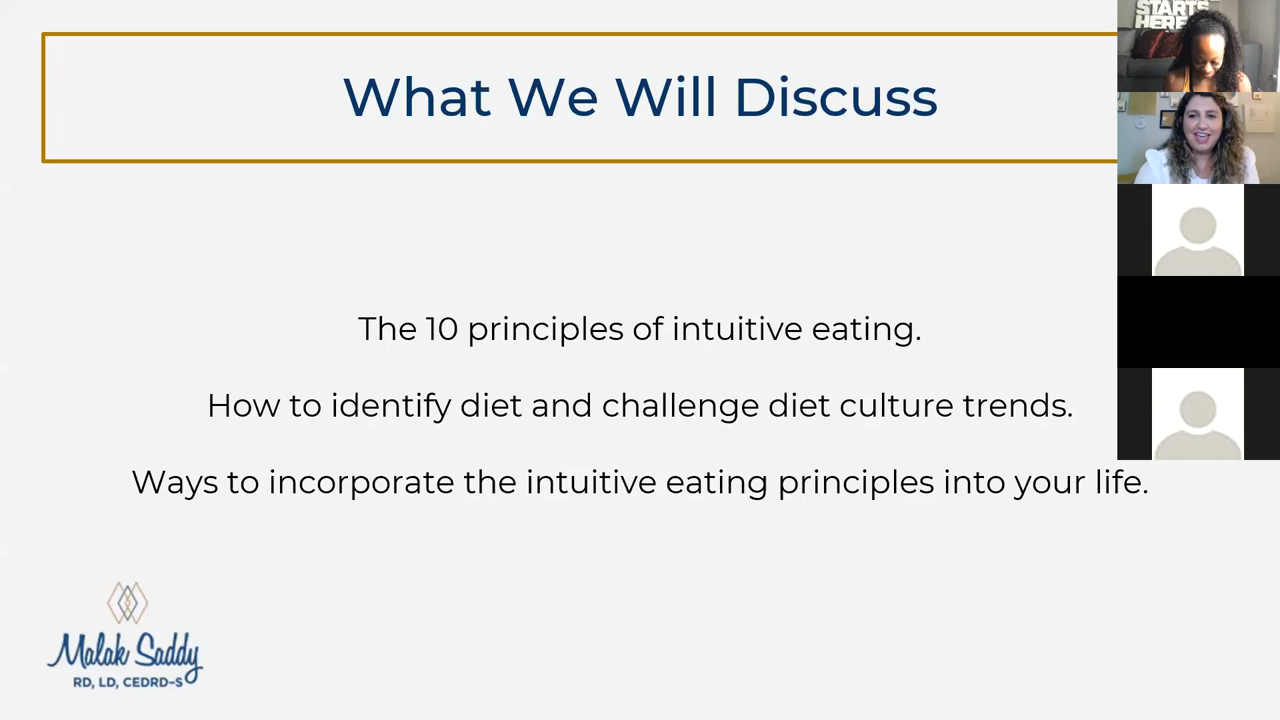 What We Will Discuss
STARTS
HERE
The 10 principles of intuitive eating.
How to identify diet and challenge diet culture trends.
Ways to incorporate the intuitive eating principles into your life.
Malak Saddy
RD, LD, CEDRD-S